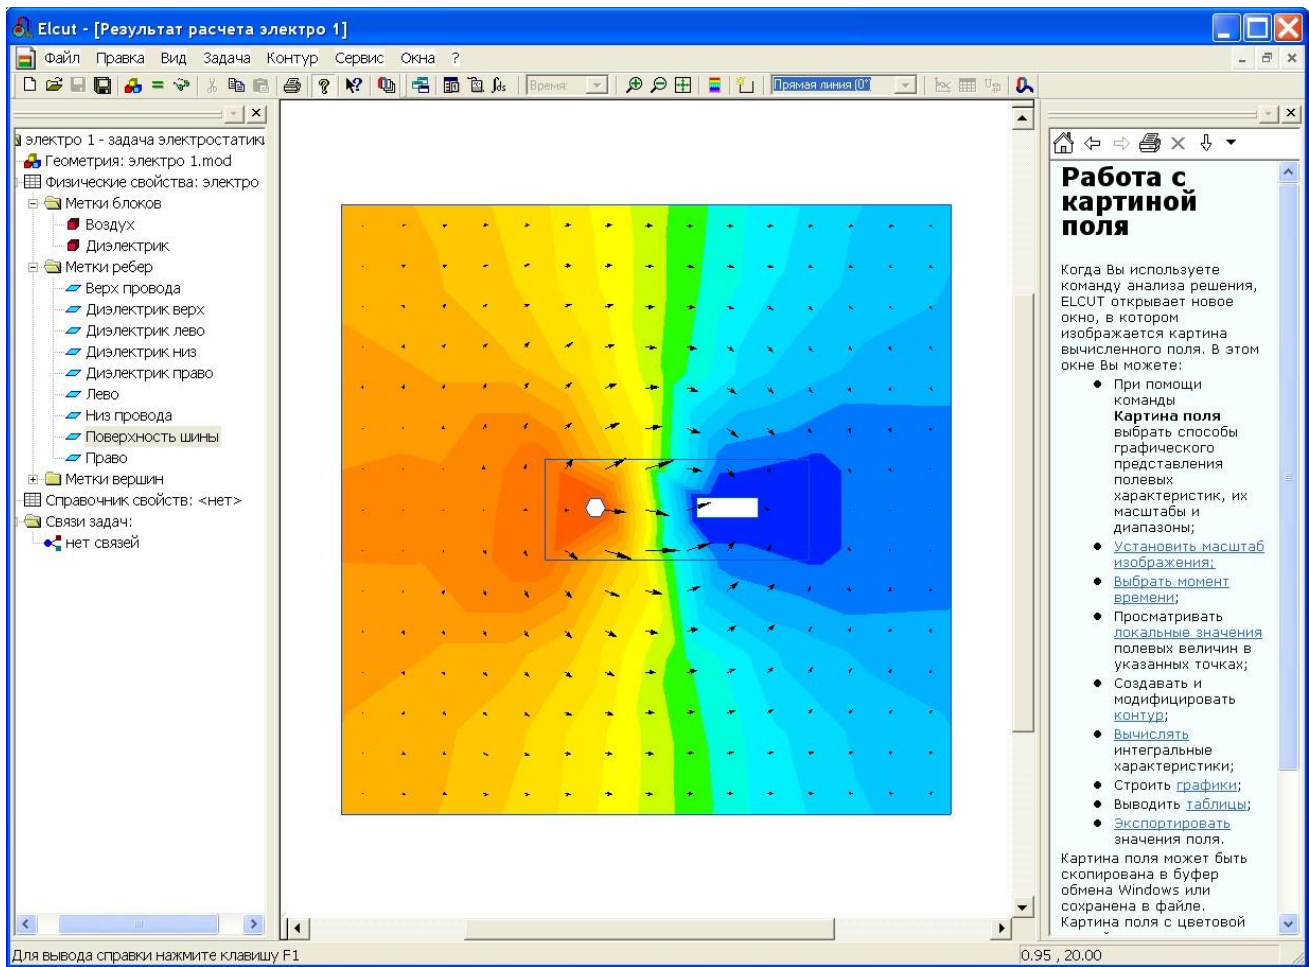 Elcut - [Результат расчета электро 1]
Файл Правка Вид Задача Контур Сервис Окна ?
Время: Прямая линия (0°)
электро 1 - задача электростатики
Геометрия: электро 1.mod
Физические свойства: электро
Метки блоков
Воздух
Диэлектрик
Метки ребер
Верх провода
Диэлектрик верх
Диэлектрик лево
Диэлектрик низ
Диэлектрик право
Лево
Низ провода
Поверхность шины
Право
Метки вершин
Справочник свойств: <нет>
Связи задач:
нет связей
Работа с
картиной
поля
Когда Вы используете
команду анализа решения,
ELCUT открывает новое
окно, в котором
изображается картина
вычисленного поля. В этом
окне Вы можете:
При помощи
команды
Картина поля
выбрать способы
графического
представления
полевых
характеристик, их
масштабы и
диапазоны;
Установить масштаб
изображения;
Выбрать момент
времени;
Просматривать
локальные значения
полевых величин в
указанных точках;
Создавать и
модифицировать
контур;
Вычислять
интегральные
характеристики;
Строить графики;
Выводить таблицы;
Экспортировать
значения поля.
Картина поля может быть
скопирована в буфер
обмена Windows или
сохранена в файле.
Картина поля с цветовой
Для вывода справки нажмите клавишу F1
0.95 , 20.00